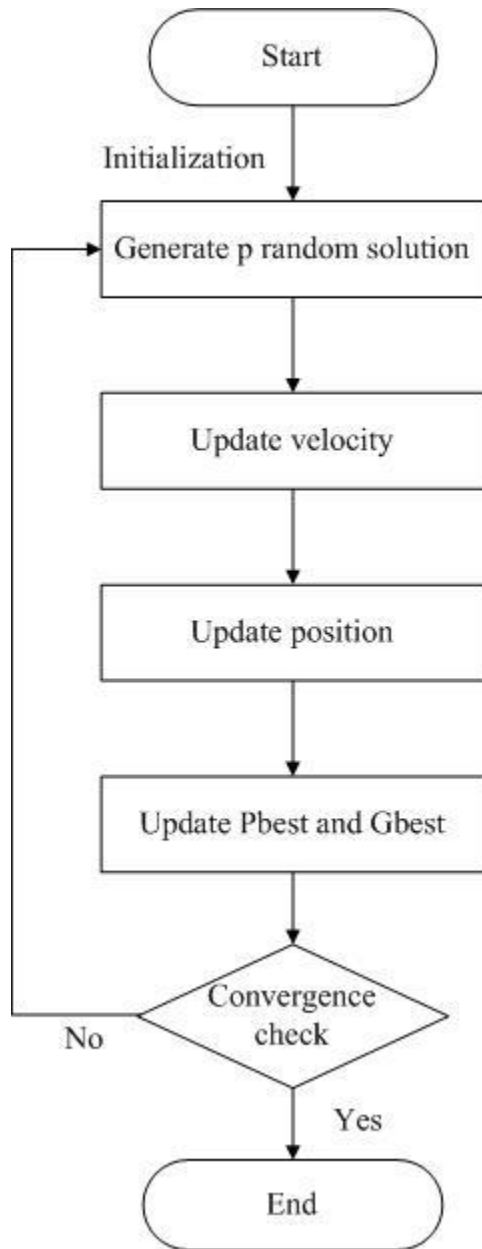 Start
Initialization
Generate p random solution
Update velocity
Update position
Update Pbest and Gbest
Convergence
check
No
Yes
End